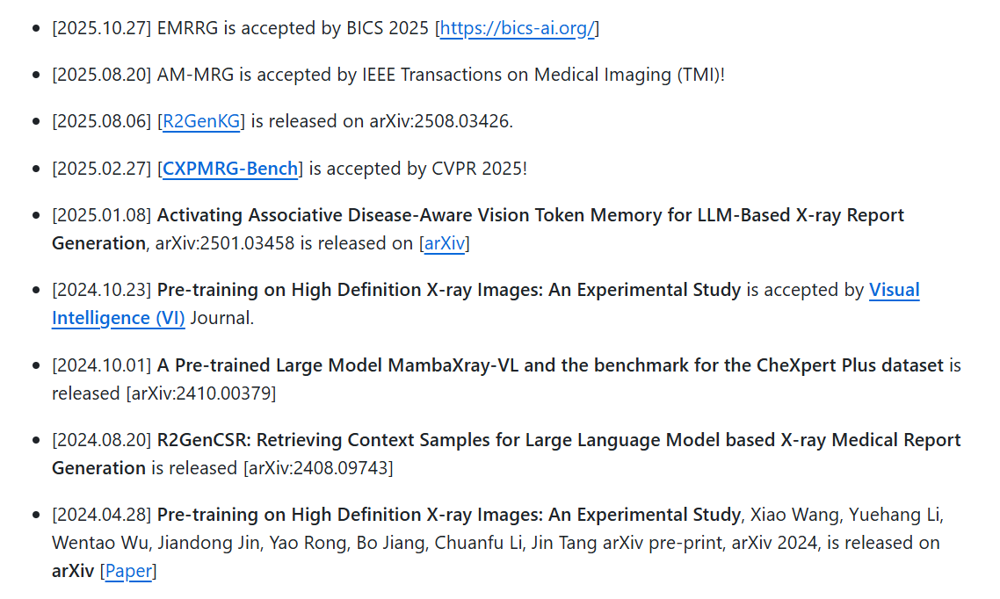 [2025.10.27] EMRRG is accepted by BICS 2025 [https://bics-ai.org/]
[2025.08.20] AM-MRG is accepted by IEEE Transactions on Medical Imaging (TMI)!
[2025.08.06] [R2GenKG] is released on arXiv:2508.03426.
[2025.02.27] [CXPMRG-Bench] is accepted by CVPR 2025!
[2025.01.08] Activating Associative Disease-Aware Vision Token Memory for LLM-Based X-ray Report
Generation, arXiv:2501.03458 is released on [arXiv]
[2024.10.23] Pre-training on High Definition X-ray Images: An Experimental Study is accepted by Visual
Intelligence (VI) Journal.
[2024.10.01] A Pre-trained Large Model MambaXray-VL and the benchmark for the CheXpert Plus dataset is
released [arXiv:2410.00379]
[2024.08.20] R2GenCSR: Retrieving Context Samples for Large Language Model based X-ray Medical Report
Generation is released [arXiv:2408.09743]
[2024.04.28] Pre-training on High Definition X-ray Images: An Experimental Study, Xiao Wang, Yuehang Li,
Wentao Wu, Jiandong Jin, Yao Rong, Bo Jiang, Chuanfu Li, Jin Tang arXiv pre-print, arXiv 2024, is released on
arXiv [Paper]